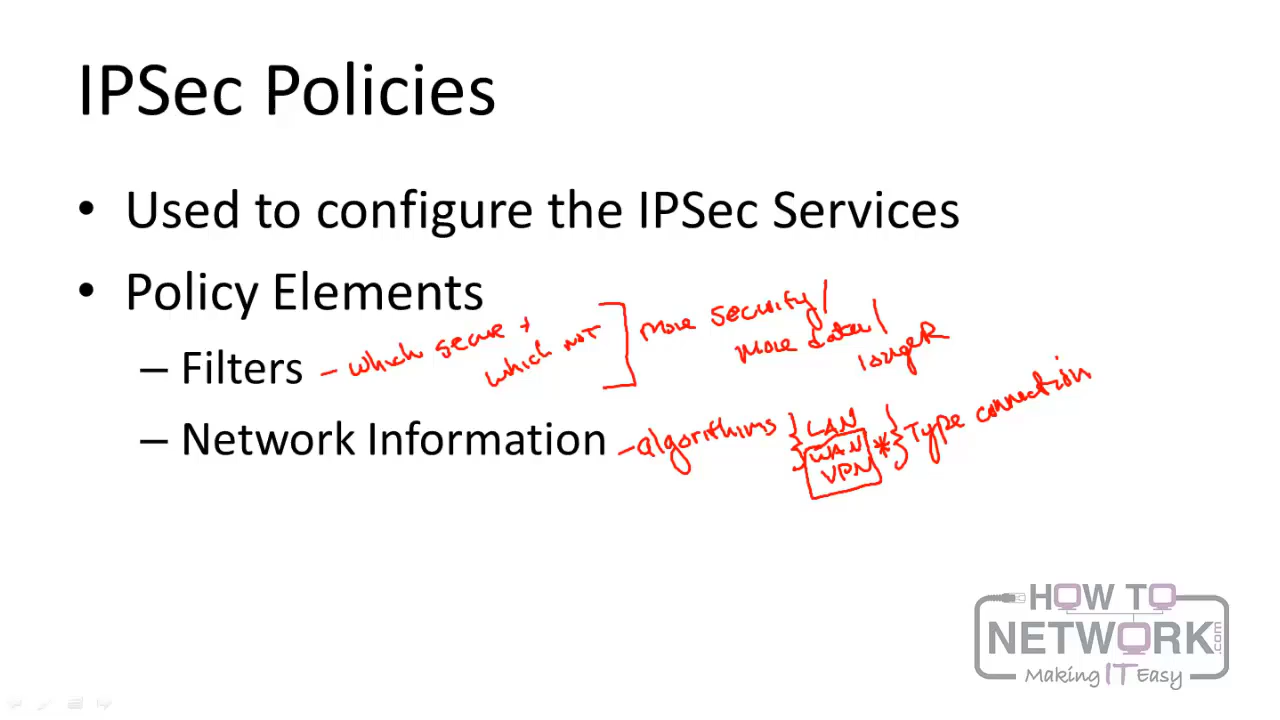 IPSec Policies
• Used to configure the IPSec Services
• Policy Elements
– Filters – which secure +
which not
more security/
more data/
longer
– Network Information – algorithims
LAN
WAN *
VPN
Type connection
HOW TO
NETWORK.com
Making IT Easy